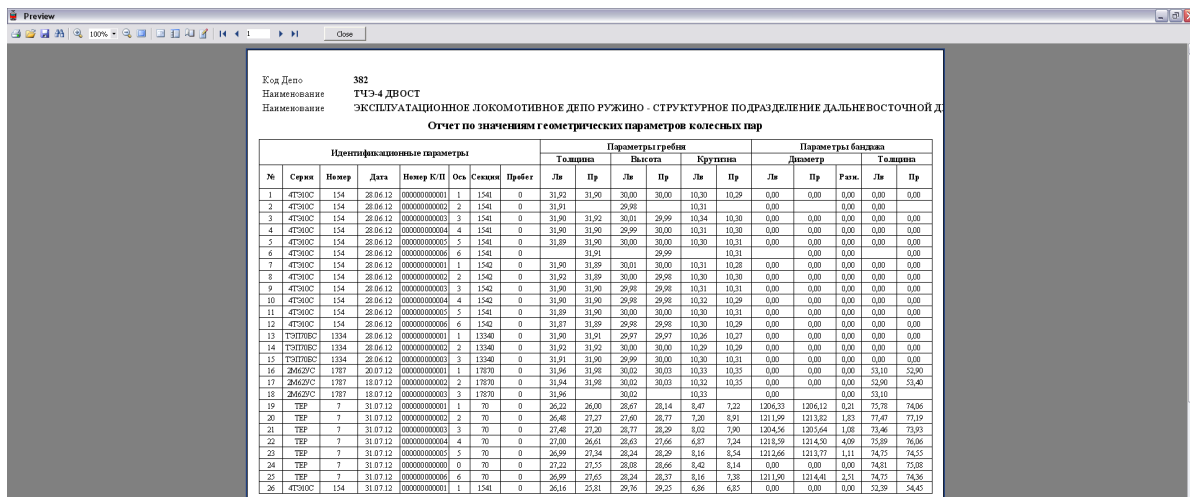 Preview
100%
1
Close
Код Депо 382
Наименование ТЧЭ-4 ДВОСТ
Наименование ЭКСПЛУАТАЦИОННОЕ ЛОКОМОТИВНОЕ ДЕПО РУЖИНО - СТРУКТУРНОЕ ПОДРАЗДЕЛЕНИЕ ДАЛЬНЕВОСТОЧНОЙ Д
Отчет по значениям геометрических параметров колесных пар
Идентификационные параметры Параметры гребня Параметры бандажа
Толщина Высота Крутизна Диаметр Толщина
№ Серия Номер Дата Номер К/П Ось Секция Пробег Лв Пр Лв Пр Лв Пр Лв Пр Разн. Лв Пр
1 4ТЭ10С 154 28.06.12 000000000001 1 1541 0 31,92 31,90 30,00 30,00 10,30 10,29 0,00 0,00 0,00 0,00 0,00
2 4ТЭ10С 154 28.06.12 000000000002 2 1541 0 31,91 29,98 10,31 0,00 0,00 0,00
3 4ТЭ10С 154 28.06.12 000000000003 3 1541 0 31,90 31,92 30,01 29,99 10,34 10,30 0,00 0,00 0,00 0,00 0,00
4 4ТЭ10С 154 28.06.12 000000000004 4 1541 0 31,90 31,90 29,99 30,00 10,31 10,30 0,00 0,00 0,00 0,00 0,00
5 4ТЭ10С 154 28.06.12 000000000005 5 1541 0 31,89 31,90 30,00 30,00 10,30 10,31 0,00 0,00 0,00 0,00 0,00
6 4ТЭ10С 154 28.06.12 000000000006 6 1541 0 31,91 29,99 10,31 0,00 0,00 0,00
7 4ТЭ10С 154 28.06.12 000000000001 1 1542 0 31,90 31,89 30,01 30,00 10,31 10,28 0,00 0,00 0,00 0,00 0,00
8 4ТЭ10С 154 28.06.12 000000000002 2 1542 0 31,92 31,89 30,00 29,98 10,30 10,30 0,00 0,00 0,00 0,00 0,00
9 4ТЭ10С 154 28.06.12 000000000003 3 1542 0 31,90 31,90 29,98 29,98 10,31 10,31 0,00 0,00 0,00 0,00 0,00
10 4ТЭ10С 154 28.06.12 000000000004 4 1542 0 31,90 31,90 29,98 29,98 10,32 10,29 0,00 0,00 0,00 0,00 0,00
11 4ТЭ10С 154 28.06.12 000000000005 5 1541 0 31,89 31,90 30,00 30,00 10,30 10,31 0,00 0,00 0,00 0,00 0,00
12 4ТЭ10С 154 28.06.12 000000000006 6 1542 0 31,87 31,89 29,98 29,98 10,30 10,29 0,00 0,00 0,00 0,00 0,00
13 ТЭП70БС 1334 28.06.12 000000000001 1 13340 0 31,90 31,91 29,97 29,97 10,26 10,27 0,00 0,00 0,00 0,00 0,00
14 ТЭП70БС 1334 28.06.12 000000000002 2 13340 0 31,92 31,92 30,00 30,00 10,29 10,29 0,00 0,00 0,00 0,00 0,00
15 ТЭП70БС 1334 28.06.12 000000000003 3 13340 0 31,91 31,90 29,99 30,00 10,30 10,31 0,00 0,00 0,00 0,00 0,00
16 2М62УС 1787 20.07.12 000000000001 1 17870 0 31,96 31,98 30,02 30,03 10,33 10,35 0,00 0,00 0,00 53,10 52,90
17 2М62УС 1787 18.07.12 000000000002 2 17870 0 31,94 31,98 30,02 30,03 10,32 10,35 0,00 0,00 0,00 52,90 53,40
18 2М62УС 1787 18.07.12 000000000003 3 17870 0 31,96 30,02 10,33 0,00 0,00 53,10
19 ТЕР 7 31.07.12 000000000001 1 70 0 26,22 26,00 28,67 28,14 8,47 7,22 1206,33 1206,12 0,21 75,78 74,06
20 ТЕР 7 31.07.12 000000000002 2 70 0 26,48 27,27 27,60 28,77 7,20 8,91 1211,99 1213,82 1,83 77,47 77,19
21 ТЕР 7 31.07.12 000000000003 3 70 0 27,48 27,20 28,77 28,29 8,02 7,90 1204,56 1205,64 1,08 73,46 73,93
22 ТЕР 7 31.07.12 000000000004 4 70 0 27,00 26,61 28,63 27,66 6,87 7,24 1218,59 1214,50 4,09 75,89 76,06
23 ТЕР 7 31.07.12 000000000005 5 70 0 26,99 27,34 28,24 28,29 8,16 8,54 1212,66 1213,77 1,11 74,75 74,55
24 ТЕР 7 31.07.12 000000000000 0 70 0 27,22 27,55 28,08 28,66 8,42 8,14 0,00 0,00 0,00 74,81 75,08
25 ТЕР 7 31.07.12 000000000006 6 70 0 26,99 27,65 28,24 28,37 8,16 7,38 1211,90 1214,41 2,51 74,75 74,36
26 4ТЭ10С 154 31.07.12 000000000001 1 1541 0 26,16 25,81 29,76 29,25 6,86 6,85 0,00 0,00 0,00 52,39 54,45